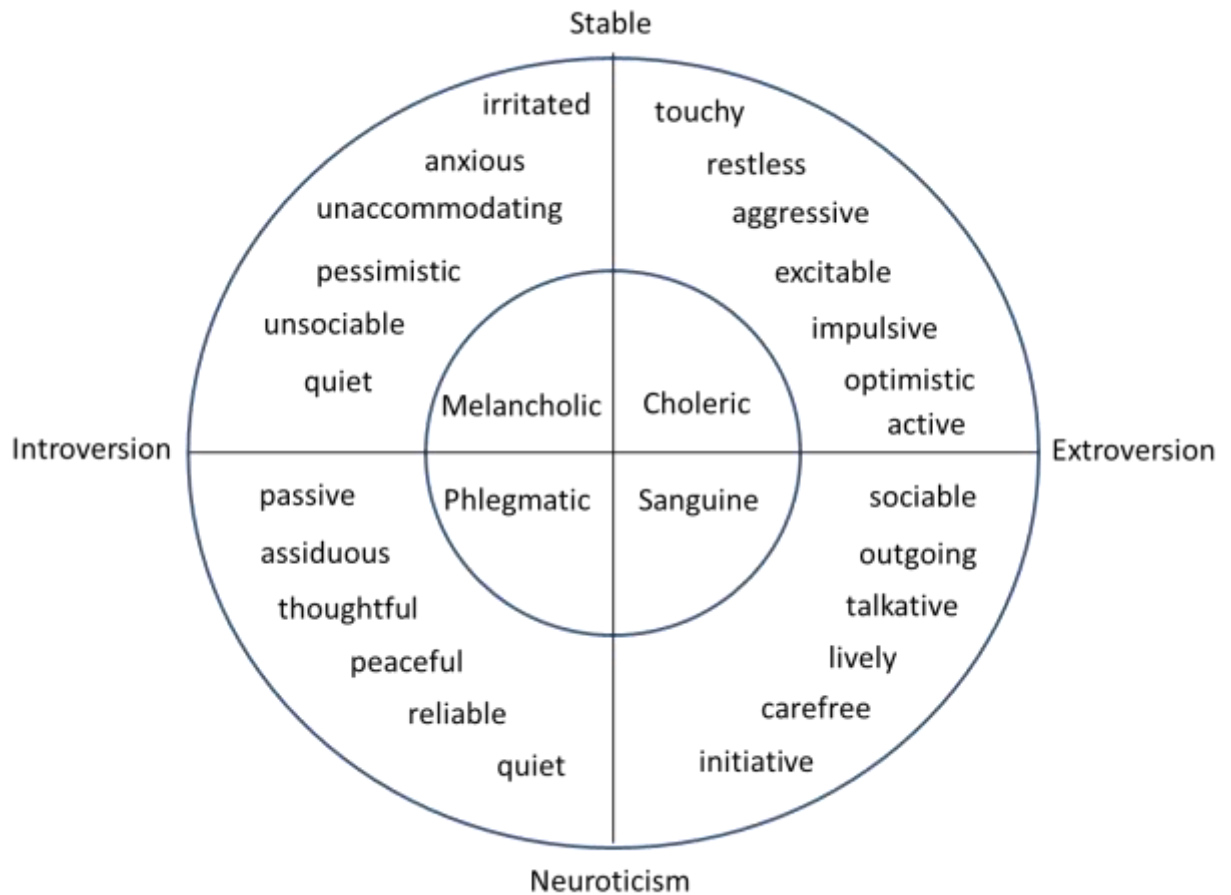 Stable
irritated
touchy
anxious
restless
unaccommodating
aggressive
pessimistic
excitable
unsociable
impulsive
quiet
optimistic
Melancholic
Choleric
active
Introversion
Extroversion
passive
Phlegmatic
Sanguine
sociable
assiduous
outgoing
thoughtful
talkative
peaceful
lively
reliable
carefree
quiet
initiative
Neuroticism